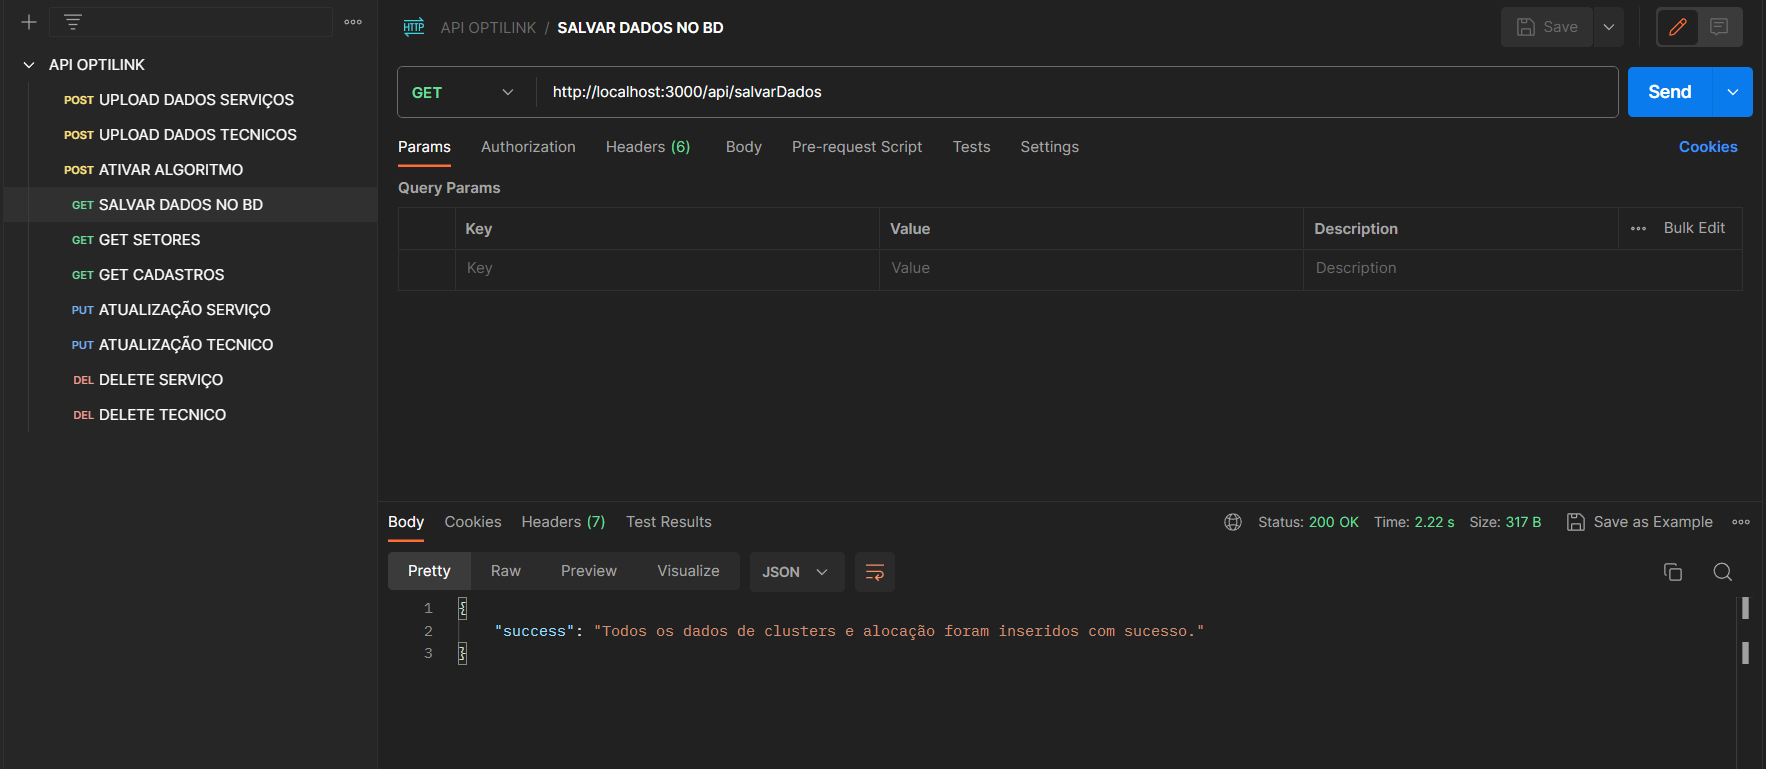 HTTP API OPTILINK / SALVAR DADOS NO BD
Save
API OPTILINK
POST UPLOAD DADOS SERVIÇOS
POST UPLOAD DADOS TECNICOS
POST ATIVAR ALGORITMO
GET SALVAR DADOS NO BD
GET GET SETORES
GET GET CADASTROS
PUT ATUALIZAÇÃO SERVIÇO
PUT ATUALIZAÇÃO TECNICO
DEL DELETE SERVIÇO
DEL DELETE TECNICO
GET http://localhost:3000/api/salvarDados Send
Params Authorization Headers (6) Body Pre-request Script Tests Settings Cookies
Query Params
Key Value Description Bulk Edit
Key Value Description
Body Cookies Headers (7) Test Results Status: 200 OK Time: 2.22 s Size: 317 B Save as Example
Pretty Raw Preview Visualize JSON
1 {
2 "success": "Todos os dados de clusters e alocação foram inseridos com sucesso."
3 }